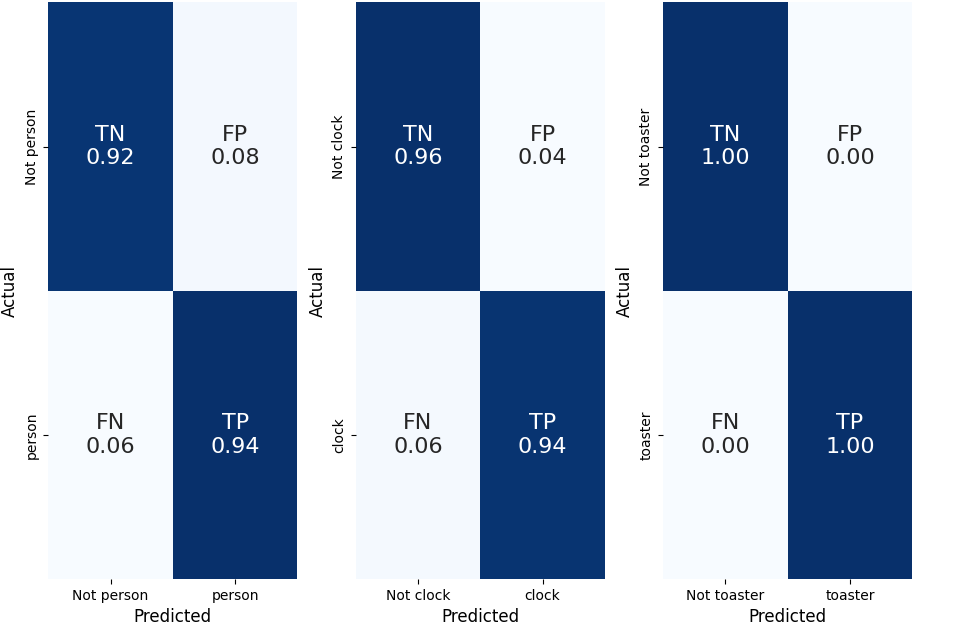 Actual
Not person
TN
0.92
FP
0.08
person
FN
0.06
TP
0.94
Not person
person
Predicted
Actual
Not clock
TN
0.96
FP
0.04
clock
FN
0.06
TP
0.94
Not clock
clock
Predicted
Actual
Not toaster
TN
1.00
FP
0.00
toaster
FN
0.00
TP
1.00
Not toaster
toaster
Predicted